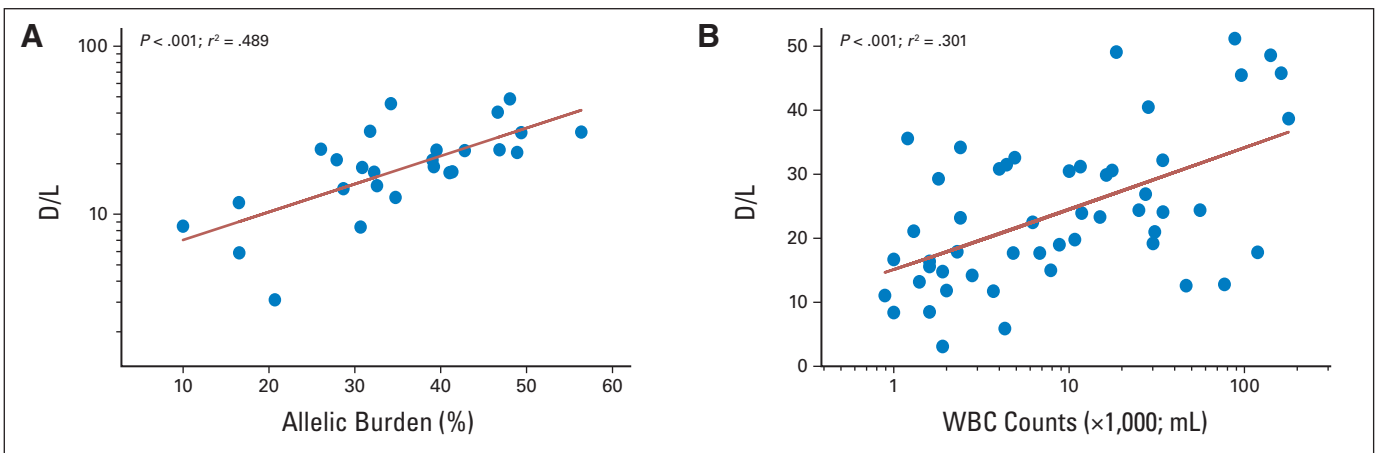 A
P < .001; r² = .489
D/L
100
10
10 20 30 40 50 60
Allelic Burden (%)
B
P < .001; r² = .301
D/L
50
40
30
20
10
0
1 10 100
WBC Counts (×1,000; mL)